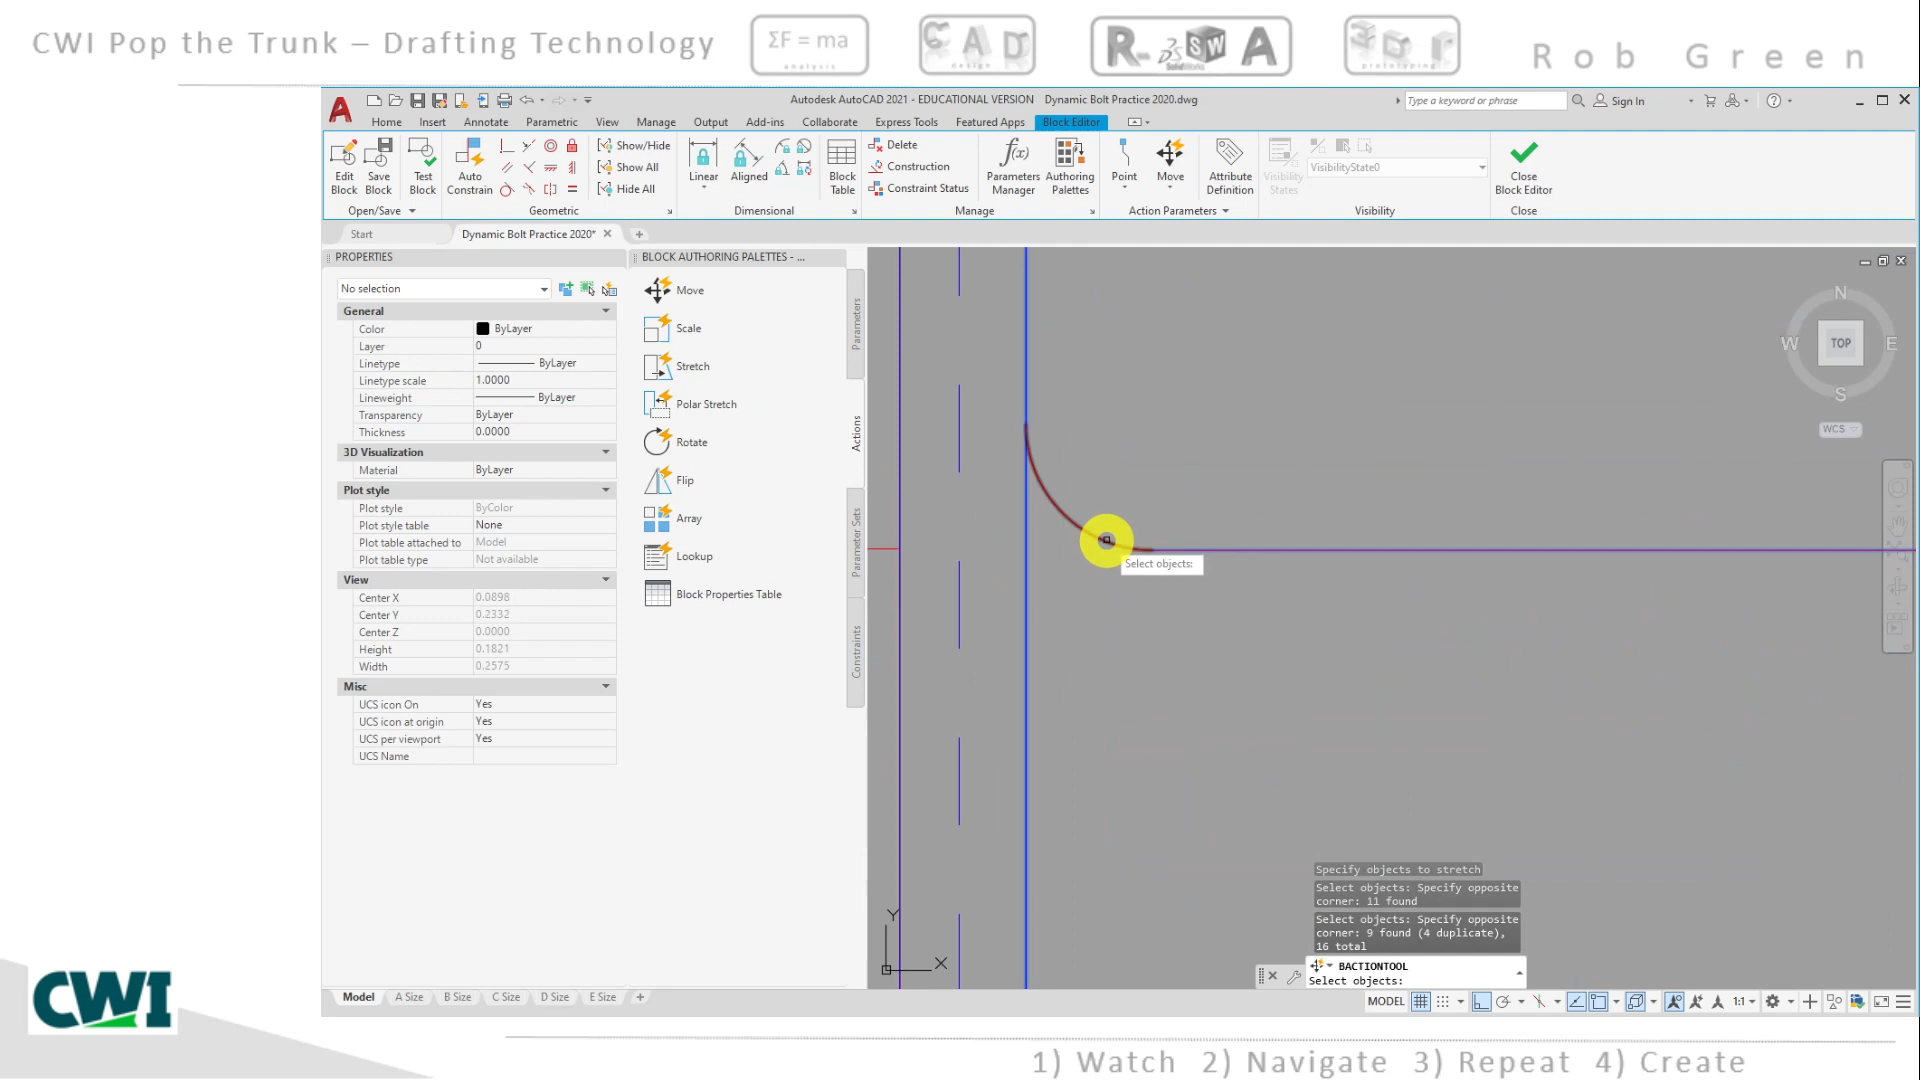 CWI Pop the Trunk – Drafting Technology
ΣF = ma
analysis
CAD
design
R SW A
SolidWorks
prototyping
Rob Green
Autodesk AutoCAD 2021 - EDUCATIONAL VERSION Dynamic Bolt Practice 2020.dwg
Type a keyword or phrase
Sign In
Home Insert Annotate Parametric View Manage Output Add-ins Collaborate Express Tools Featured Apps Block Editor
Edit Block
Save Block
Test Block
Auto Constrain
Show/Hide
Show All
Hide All
Linear
Aligned
Block Table
Delete
Construction
Constraint Status
Parameters Manager
Authoring Palettes
Point
Move
Attribute Definition
Visibility States
VisibilityState0
Close Block Editor
Open/Save Geometric Dimensional Manage Action Parameters Visibility Close
Start Dynamic Bolt Practice 2020*
PROPERTIES
No selection
General
Color ByLayer
Layer 0
Linetype ByLayer
Linetype scale 1.0000
Lineweight ByLayer
Transparency ByLayer
Thickness 0.0000
3D Visualization
Material ByLayer
Plot style
Plot style ByColor
Plot style table None
Plot table attached to Model
Plot table type Not available
View
Center X 0.0898
Center Y 0.2332
Center Z 0.0000
Height 0.1821
Width 0.2575
Misc
UCS icon On Yes
UCS icon at origin Yes
UCS per viewport Yes
UCS Name
BLOCK AUTHORING PALETTES - ...
Move
Scale
Stretch
Polar Stretch
Rotate
Flip
Array
Lookup
Block Properties Table
Parameters
Actions
Parameter Sets
Constraints
N
W TOP E
S
WCS
Select objects:
Y
X
Specify objects to stretch
Select objects: Specify opposite
corner: 11 found
Select objects: Specify opposite
corner: 9 found (4 duplicate),
16 total
BACTIONTOOL
Select objects:
Model A Size B Size C Size D Size E Size
MODEL 1:1
CWI
1) Watch 2) Navigate 3) Repeat 4) Create